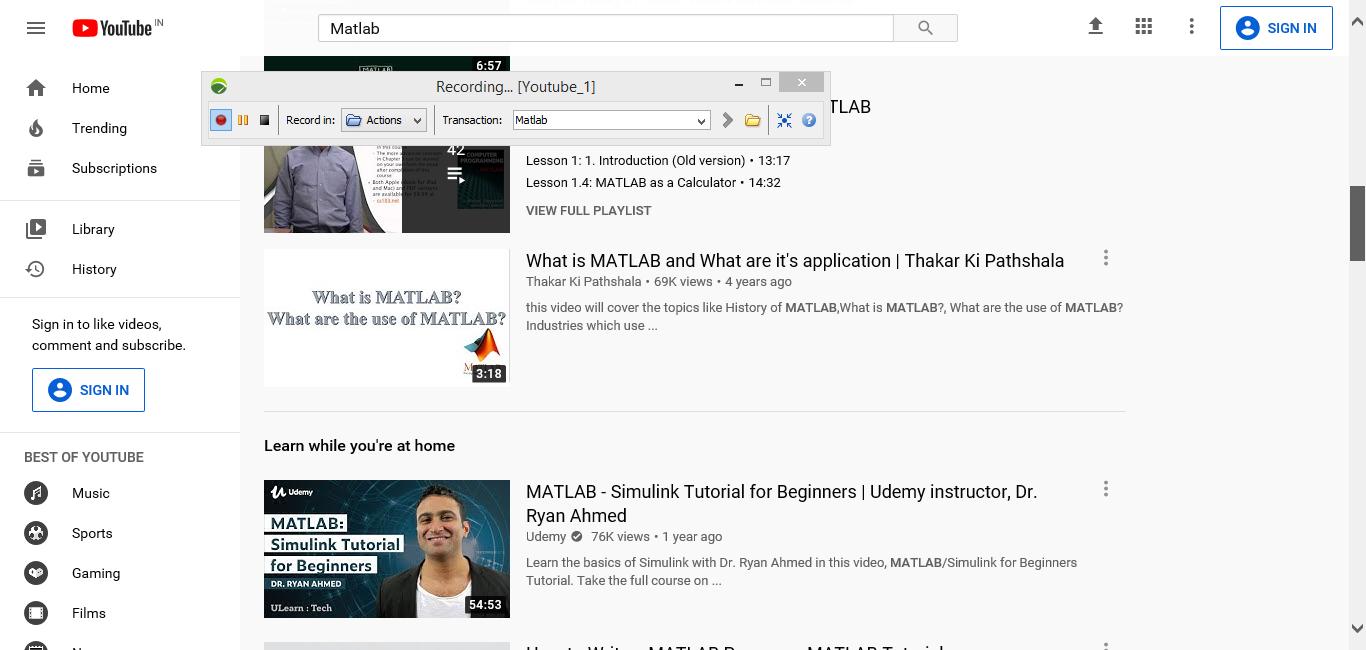 YouTube IN
Matlab
SIGN IN
Home
Trending
Subscriptions
Library
History
Sign in to like videos,
comment and subscribe.
SIGN IN
BEST OF YOUTUBE
Music
Sports
Gaming
Films
6:57
Recording... [Youtube_1]
Record in:
Actions
Transaction:
Matlab
TLAB
42
COMPUTER
PROGRAMMING
Lesson 1: 1. Introduction (Old version) • 13:17
Lesson 1.4: MATLAB as a Calculator • 14:32
VIEW FULL PLAYLIST
What is MATLAB?
What are the use of MATLAB?
3:18
What is MATLAB and What are it's application | Thakar Ki Pathshala
Thakar Ki Pathshala • 69K views • 4 years ago
this video will cover the topics like History of MATLAB,What is MATLAB?, What are the use of MATLAB?
Industries which use ...
Learn while you're at home
Udemy
MATLAB:
Simulink Tutorial
for Beginners
DR. RYAN AHMED
ULearn : Tech
54:53
MATLAB - Simulink Tutorial for Beginners | Udemy instructor, Dr.
Ryan Ahmed
Udemy 76K views • 1 year ago
Learn the basics of Simulink with Dr. Ryan Ahmed in this video, MATLAB/Simulink for Beginners
Tutorial. Take the full course on ...